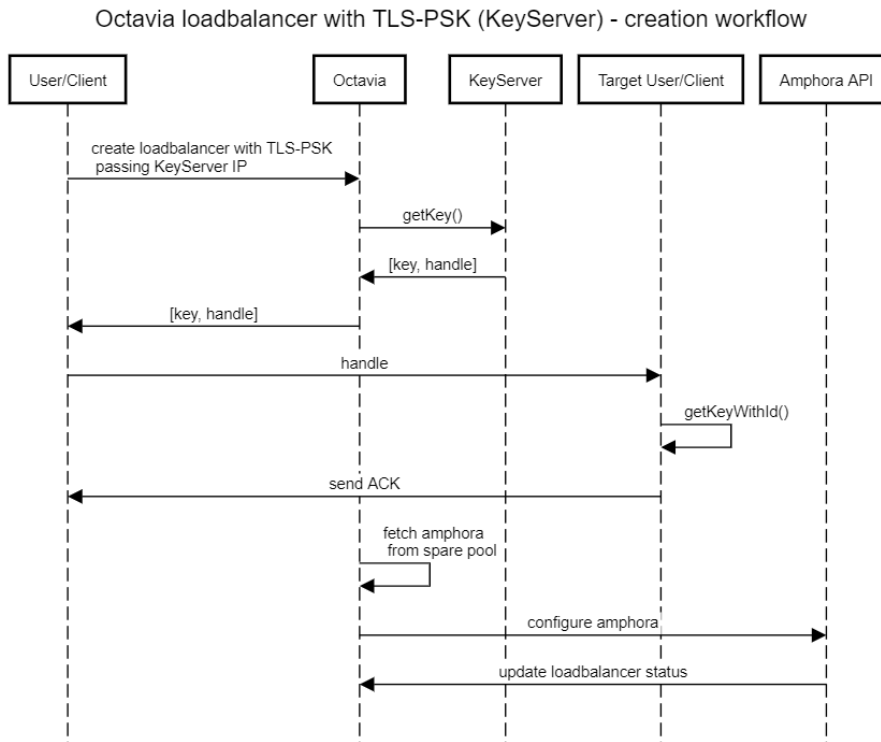 Octavia loadbalancer with TLS-PSK (KeyServer) - creation workflow
User/Client
Octavia
KeyServer
Target User/Client
Amphora API
create loadbalancer with TLS-PSK
passing KeyServer IP
getKey()
[key, handle]
[key, handle]
handle
getKeyWithId()
send ACK
fetch amphora
from spare pool
configure amphora
update loadbalancer status